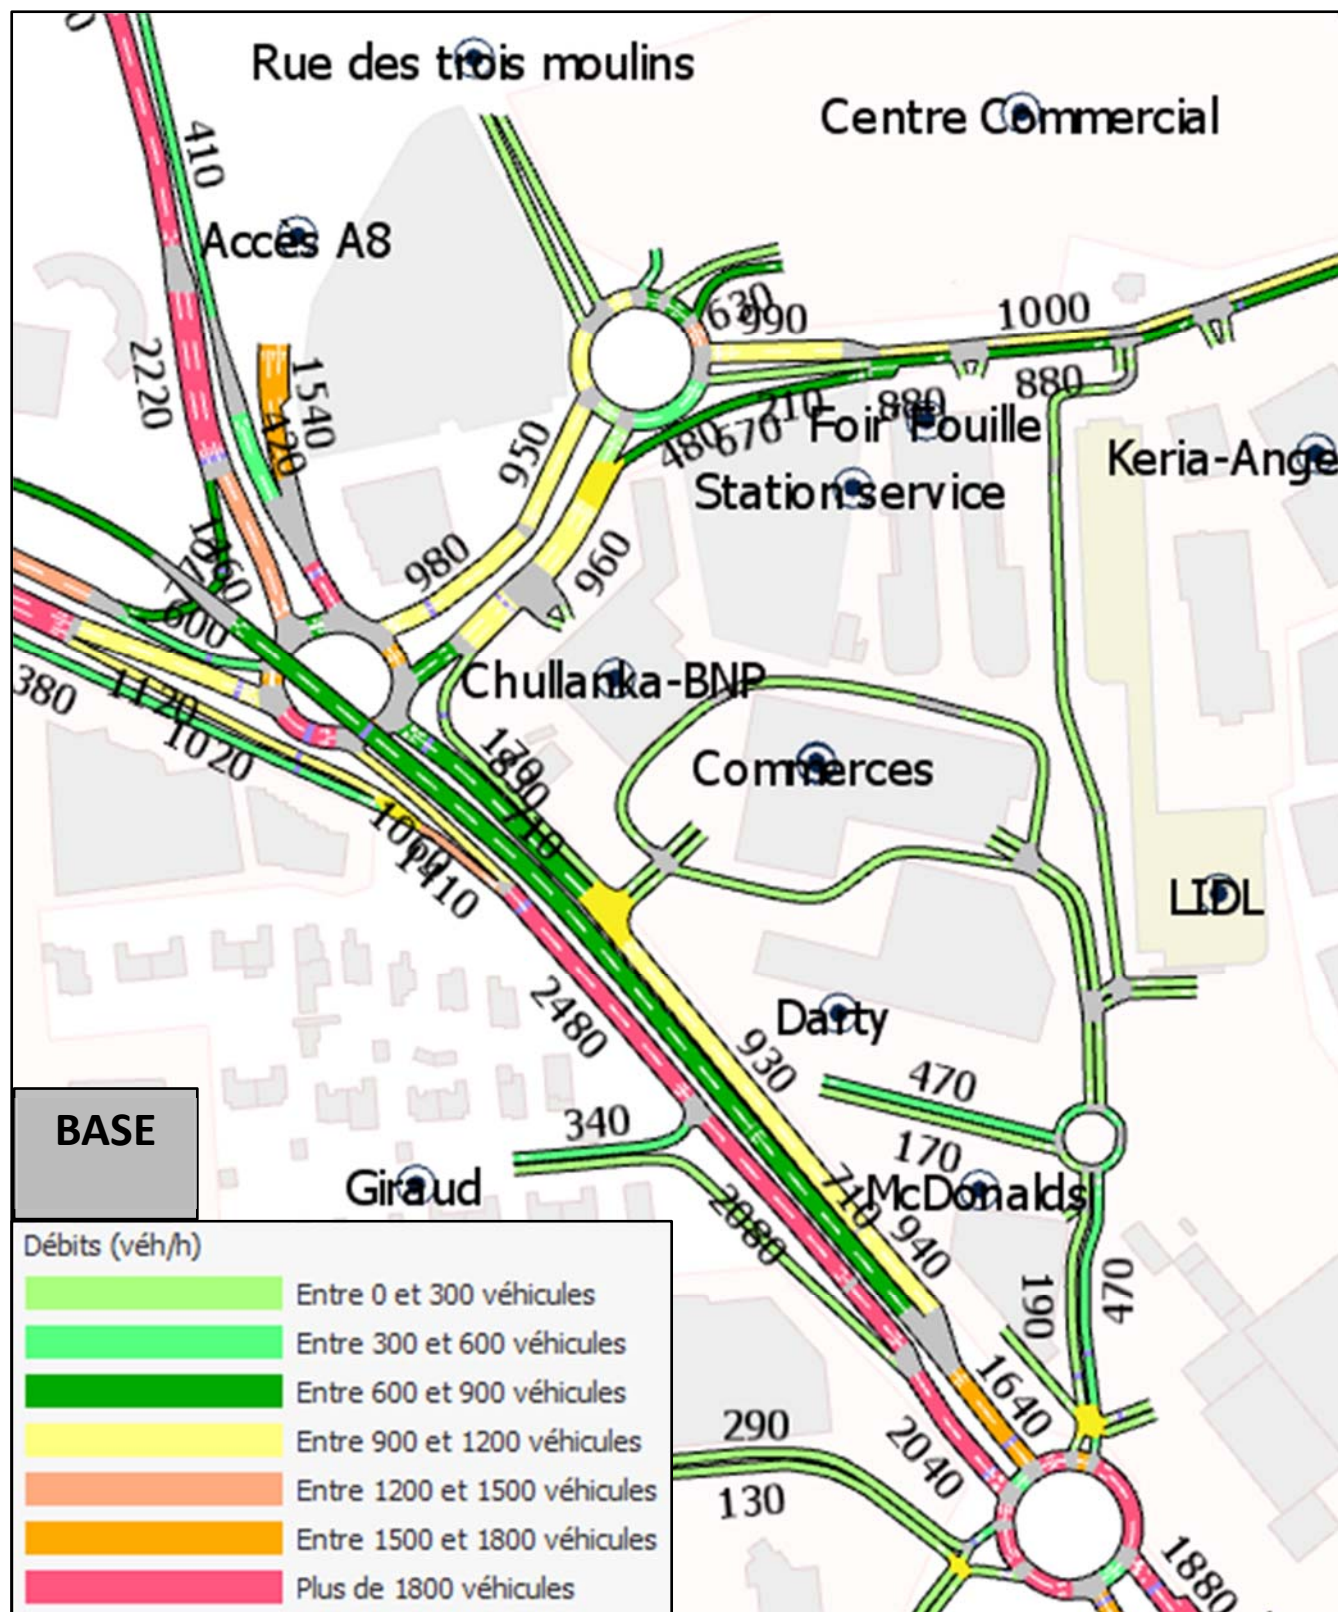 Rue des trois moulins
Centre Commercial
410
Accès A8
630
990
1000
2220
1540
420
880
210
880
480
670
Foir'Fouille
950
Keria-Ange
Station service
980
960
600
380
1120
1020
Chullanka-BNP
170
710
Commerces
1060
1410
LIDL
2480
Darty
930
470
BASE
340
170
Giraud
2080
710
McDonalds
940
190
470
Débits (véh/h)
Entre 0 et 300 véhicules
Entre 300 et 600 véhicules
Entre 600 et 900 véhicules
Entre 900 et 1200 véhicules
Entre 1200 et 1500 véhicules
Entre 1500 et 1800 véhicules
Plus de 1800 véhicules
1640
290
2040
130
1880